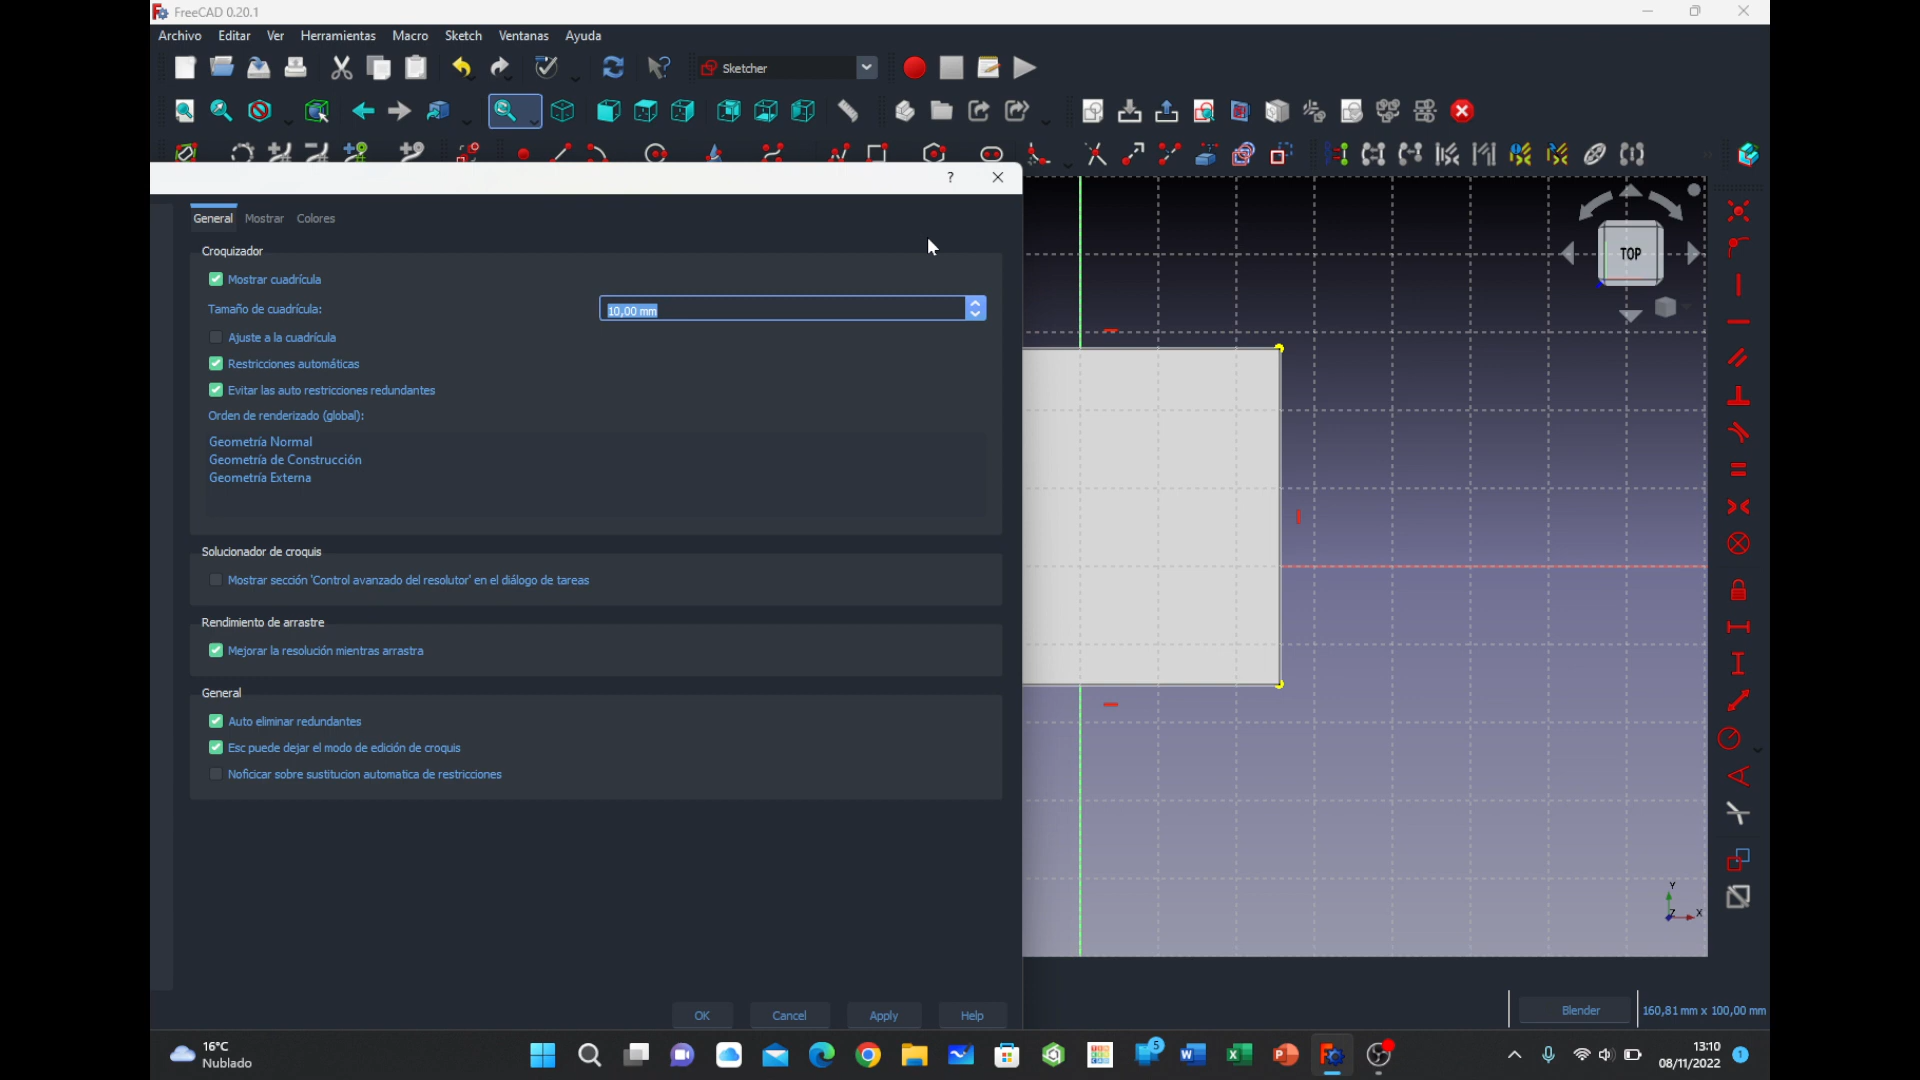 FreeCAD 0.20.1
Archivo Editar Ver Herramientas Macro Sketch Ventanas Ayuda
Sketcher
General Mostrar Colores
TOP
Croquizador
Mostrar cuadrícula
Tamaño de cuadrícula: 10,00 mm
Ajuste a la cuadrícula
Restricciones automáticas
Evitar las auto restricciones redundantes
Orden de renderizado (global):
Geometría Normal
Geometría de Construcción
Geometría Externa
Solucionador de croquis
Mostrar sección 'Control avanzado del resolutor' en el diálogo de tareas
Rendimiento de arrastre
Mejorar la resolución mientras arrastra
General
Auto eliminar redundantes
Esc puede dejar el modo de edición de croquis
Noficicar sobre sustitucion automatica de restricciones
Y
Z X
OK Cancel Apply Help
Blender 160,81 mm x 100,00 mm
16°C
Nublado
5
13:10
08/11/2022
1